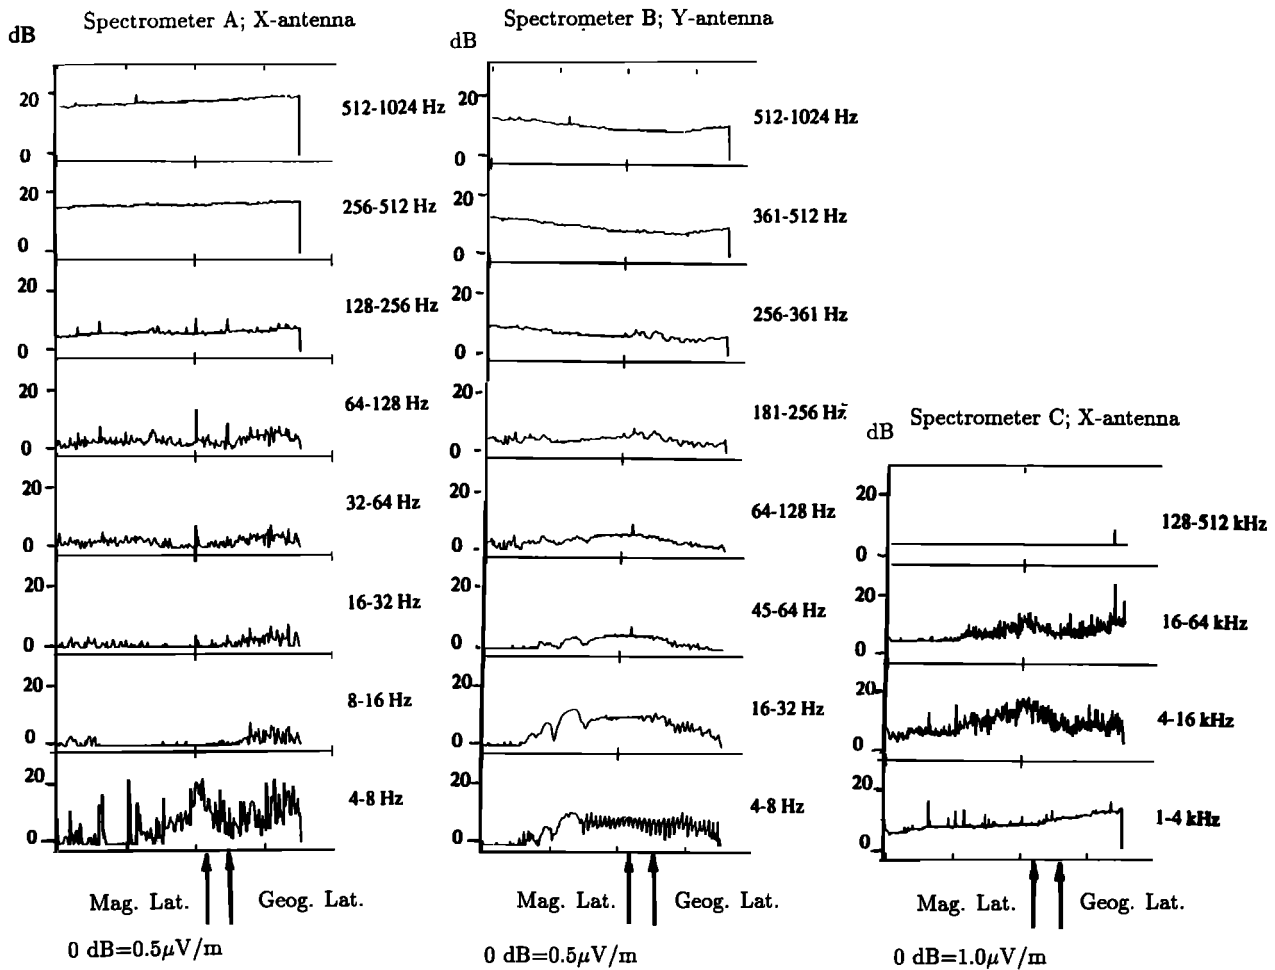 Spectrometer A; X-antenna
dB
20
0
512-1024 Hz
20
0
256-512 Hz
20
0
128-256 Hz
20
0
64-128 Hz
20
0
32-64 Hz
20
0
16-32 Hz
20
0
8-16 Hz
20
0
4-8 Hz
Mag. Lat.
Geog. Lat.
0 dB=0.5μV/m
Spectrometer B; Y-antenna
dB
20
0
512-1024 Hz
20
0
361-512 Hz
20
0
256-361 Hz
20
0
181-256 Hz
20
0
64-128 Hz
20
0
45-64 Hz
20
0
16-32 Hz
20
0
4-8 Hz
Mag. Lat.
Geog. Lat.
0 dB=0.5μV/m
Spectrometer C; X-antenna
dB
20
0
128-512 kHz
20
0
16-64 kHz
20
0
4-16 kHz
20
0
1-4 kHz
Mag. Lat.
Geog. Lat.
0 dB=1.0μV/m